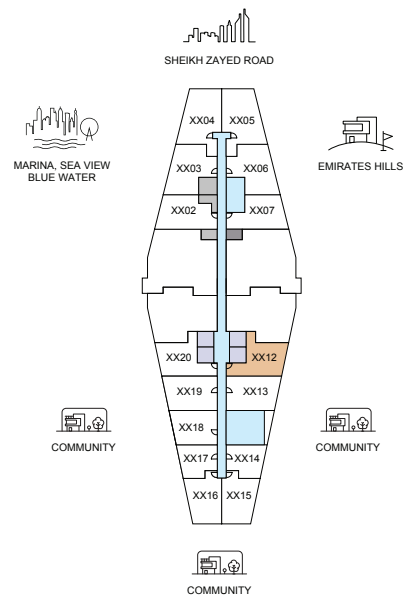 SHEIKH ZAYED ROAD
XX04 XX05
MARINA, SEA VIEW
BLUE WATER
EMIRATES HILLS
XX03 XX06
XX02 XX07
XX20 XX12
XX19 XX13
XX18
XX17 XX14
XX16 XX15
COMMUNITY
COMMUNITY
COMMUNITY